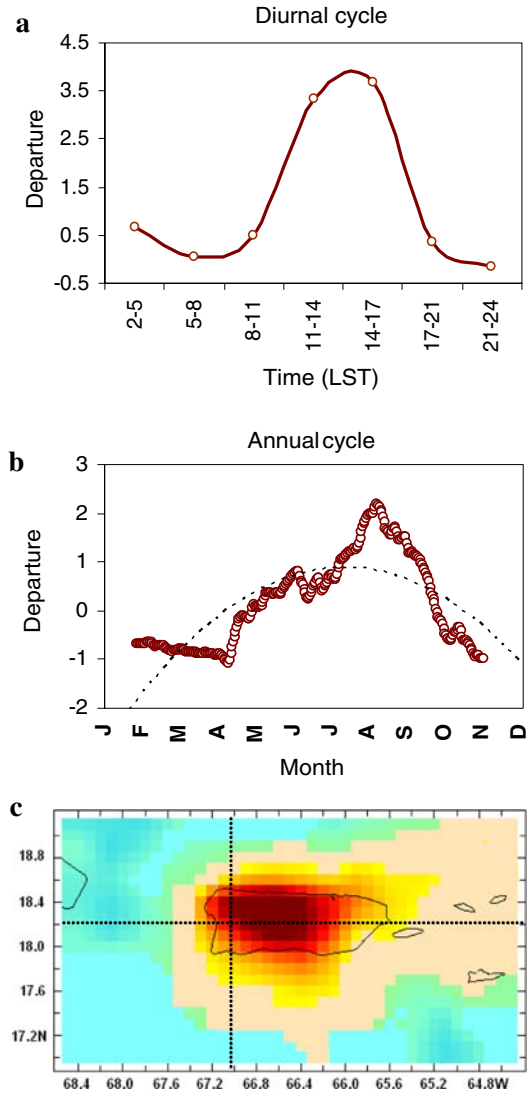 a
Diurnal cycle
4.5
3.5
2.5
1.5
0.5
-0.5
Departure
2-5
5-8
8-11
11-14
14-17
17-21
21-24
Time (LST)
b
Annual cycle
3
2
1
0
-1
-2
Departure
J F M A M J J A S O N D
Month
c
18.8
18.4
18.0
17.6
17.2N
68.4 68.0 67.6 67.2 66.8 66.4 66.0 65.6 65.2 64.8W